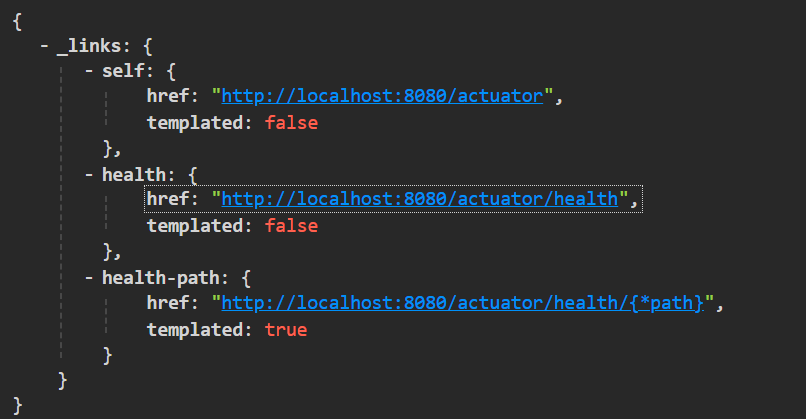 {
- _links: {
- self: {
href: "http://localhost:8080/actuator",
templated: false
},
- health: {
href: "http://localhost:8080/actuator/health",
templated: false
},
- health-path: {
href: "http://localhost:8080/actuator/health/{*path}",
templated: true
}
}
}